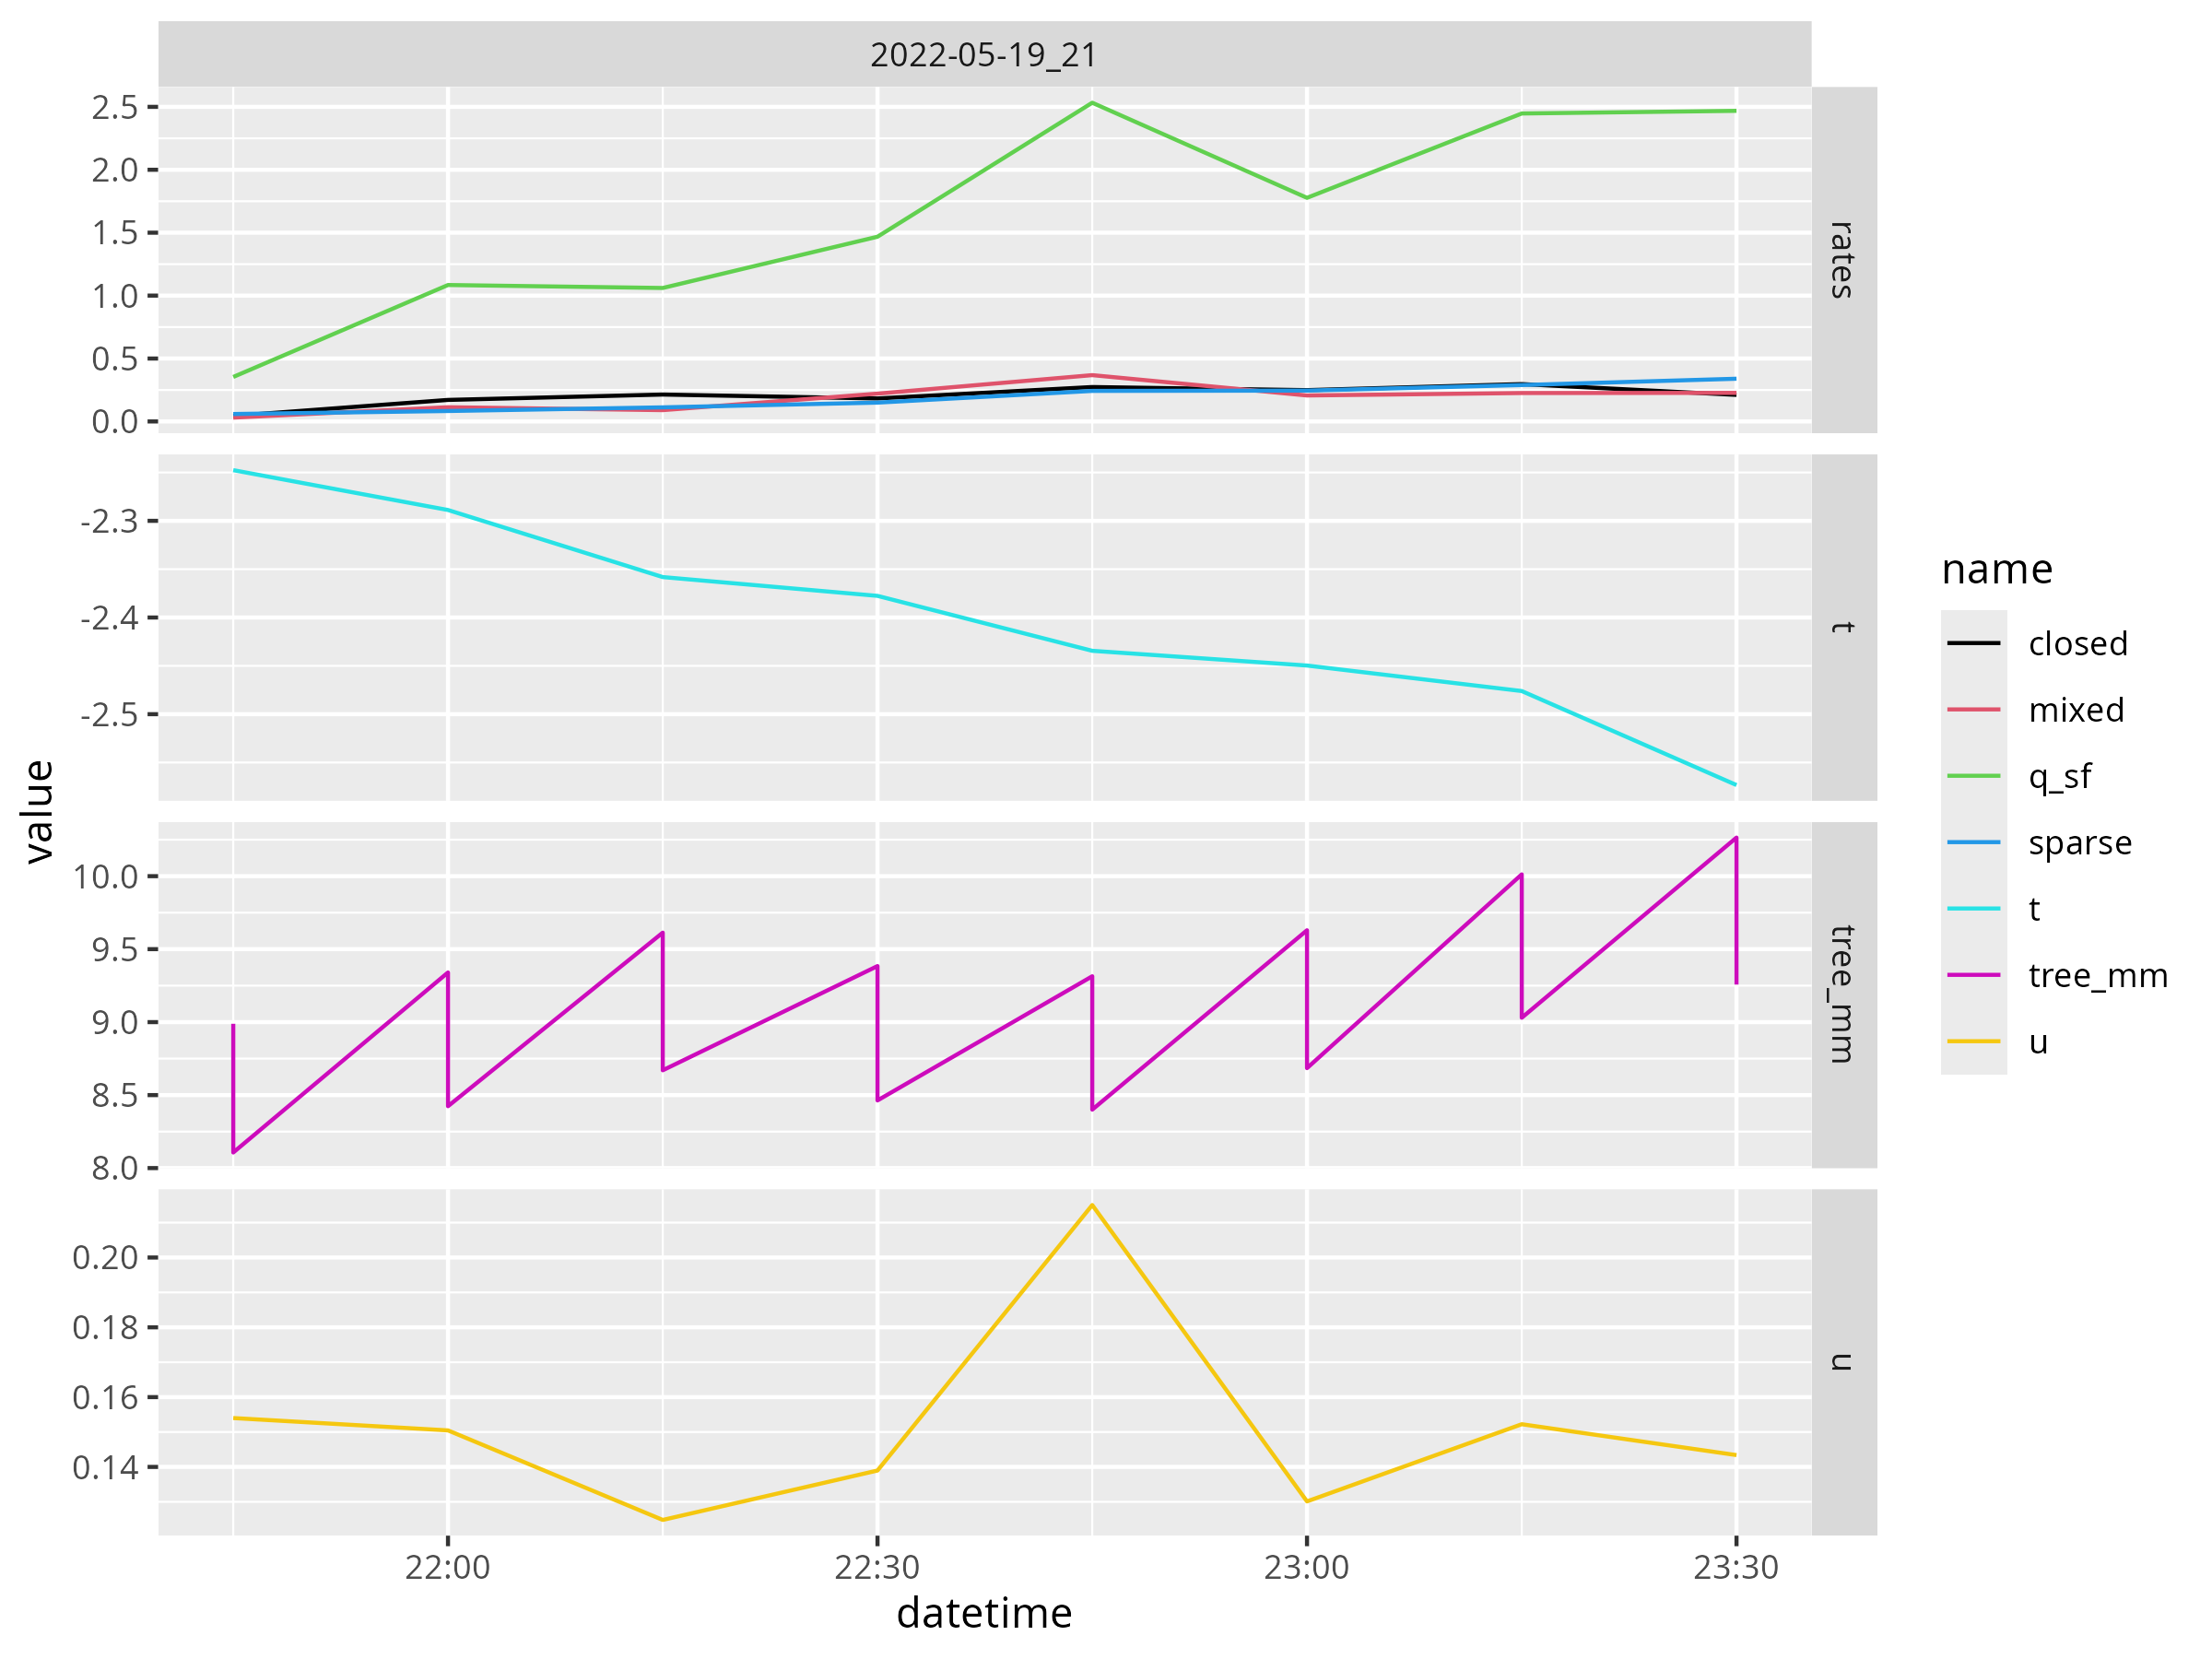 2022-05-19_21
2.5
2.0
1.5
1.0
0.5
0.0
rates
-2.3
-2.4
-2.5
t
10.0
9.5
9.0
8.5
8.0
tree_mm
0.20
0.18
0.16
0.14
u
22:00 22:30 23:00 23:30
datetime
value
name
closed
mixed
q_sf
sparse
t
tree_mm
u